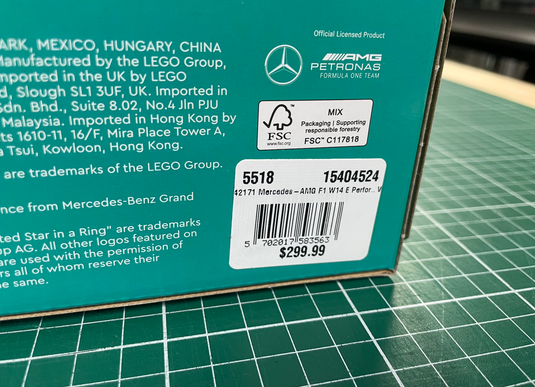 ARK, MEXICO, HUNGARY, CHINA
Manufactured by the LEGO Group,
mported in the UK by LEGO
d, Slough SL1 3UF, UK. Imported in
Sdn. Bhd., Suite 8.02, No.4 Jln PJU
Malaysia. Imported in Hong Kong by
ts 1610-11, 16/F, Mira Place Tower A,
a Tsui, Kowloon, Hong Kong.
are trademarks of the LEGO Group.
nce from Mercedes-Benz Grand
ted Star in a Ring" are trademarks
up AG. All other logos featured on
are used with the permission of
rs all of whom reserve their
he same.
Official Licensed Product
AMG
PETRONAS
FORMULA ONE TEAM
FSC
www.fsc.org
MIX
Packaging | Supporting
responsible forestry
FSC™ C117818
5518 15404524
42171 Mercedes-AMG F1 W14 E Perfor.. V
5 702017 583563
$299.99